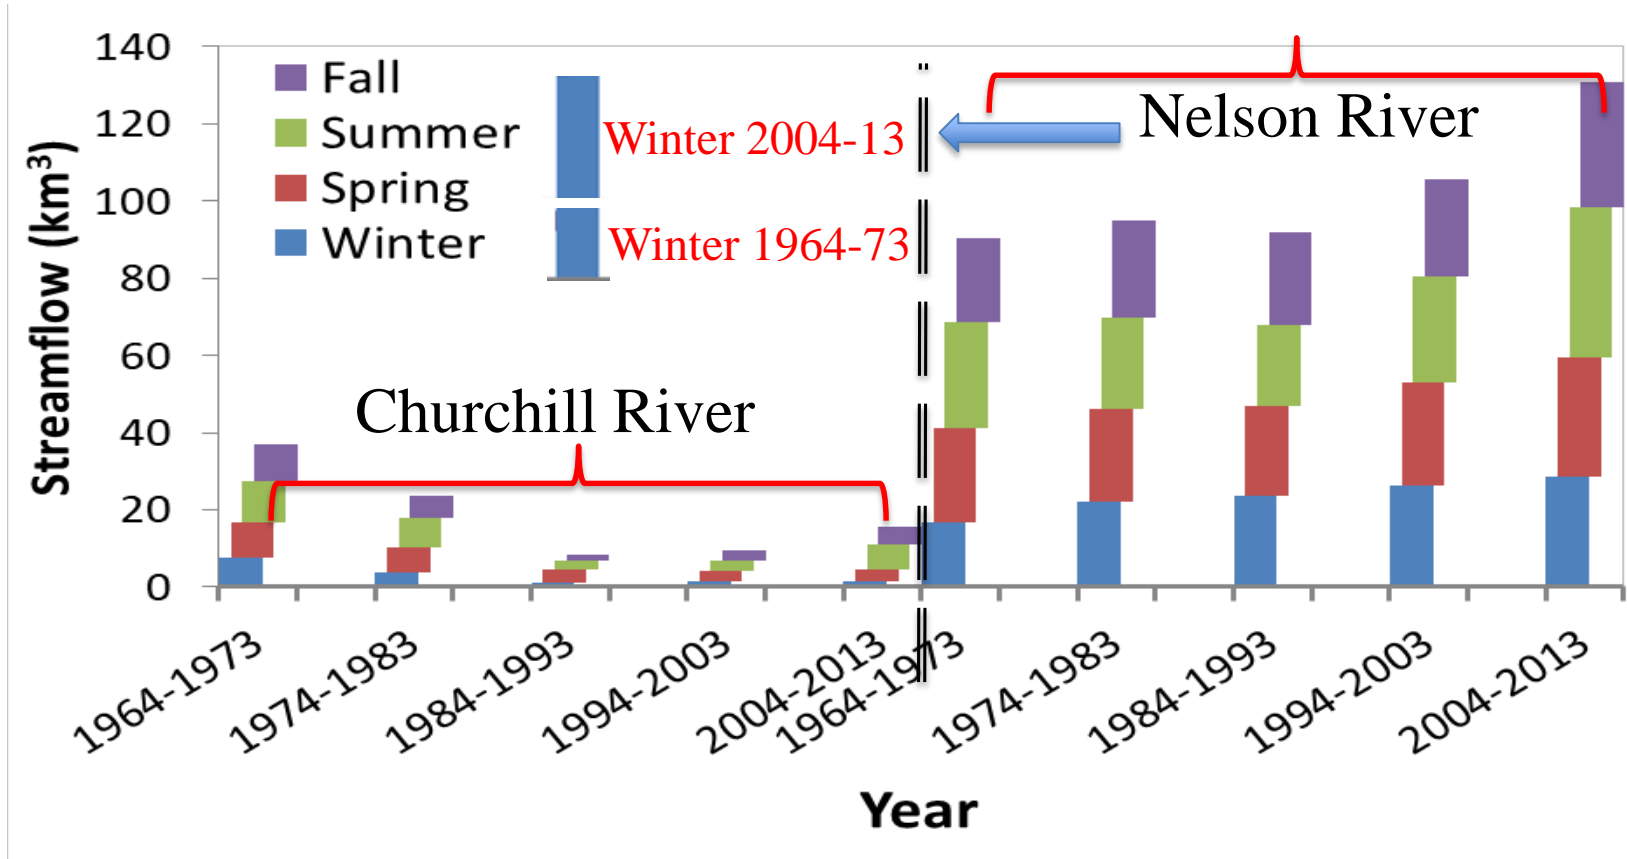 140
120
100
80
60
40
20
0
Streamflow (km³)
Fall
Summer
Spring
Winter
Winter 2004-13
Winter 1964-73
Nelson River
Churchill River
1964-1973
1974-1983
1984-1993
1994-2003
2004-2013
1964-1973
1974-1983
1984-1993
1994-2003
2004-2013
Year